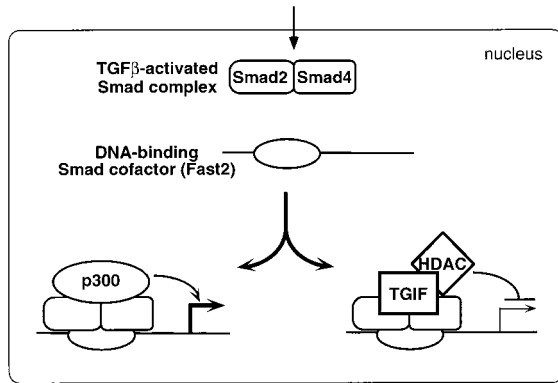 nucleus
TGFβ-activated
Smad complex
Smad2 Smad4
DNA-binding
Smad cofactor (Fast2)
p300
HDAC
TGIF